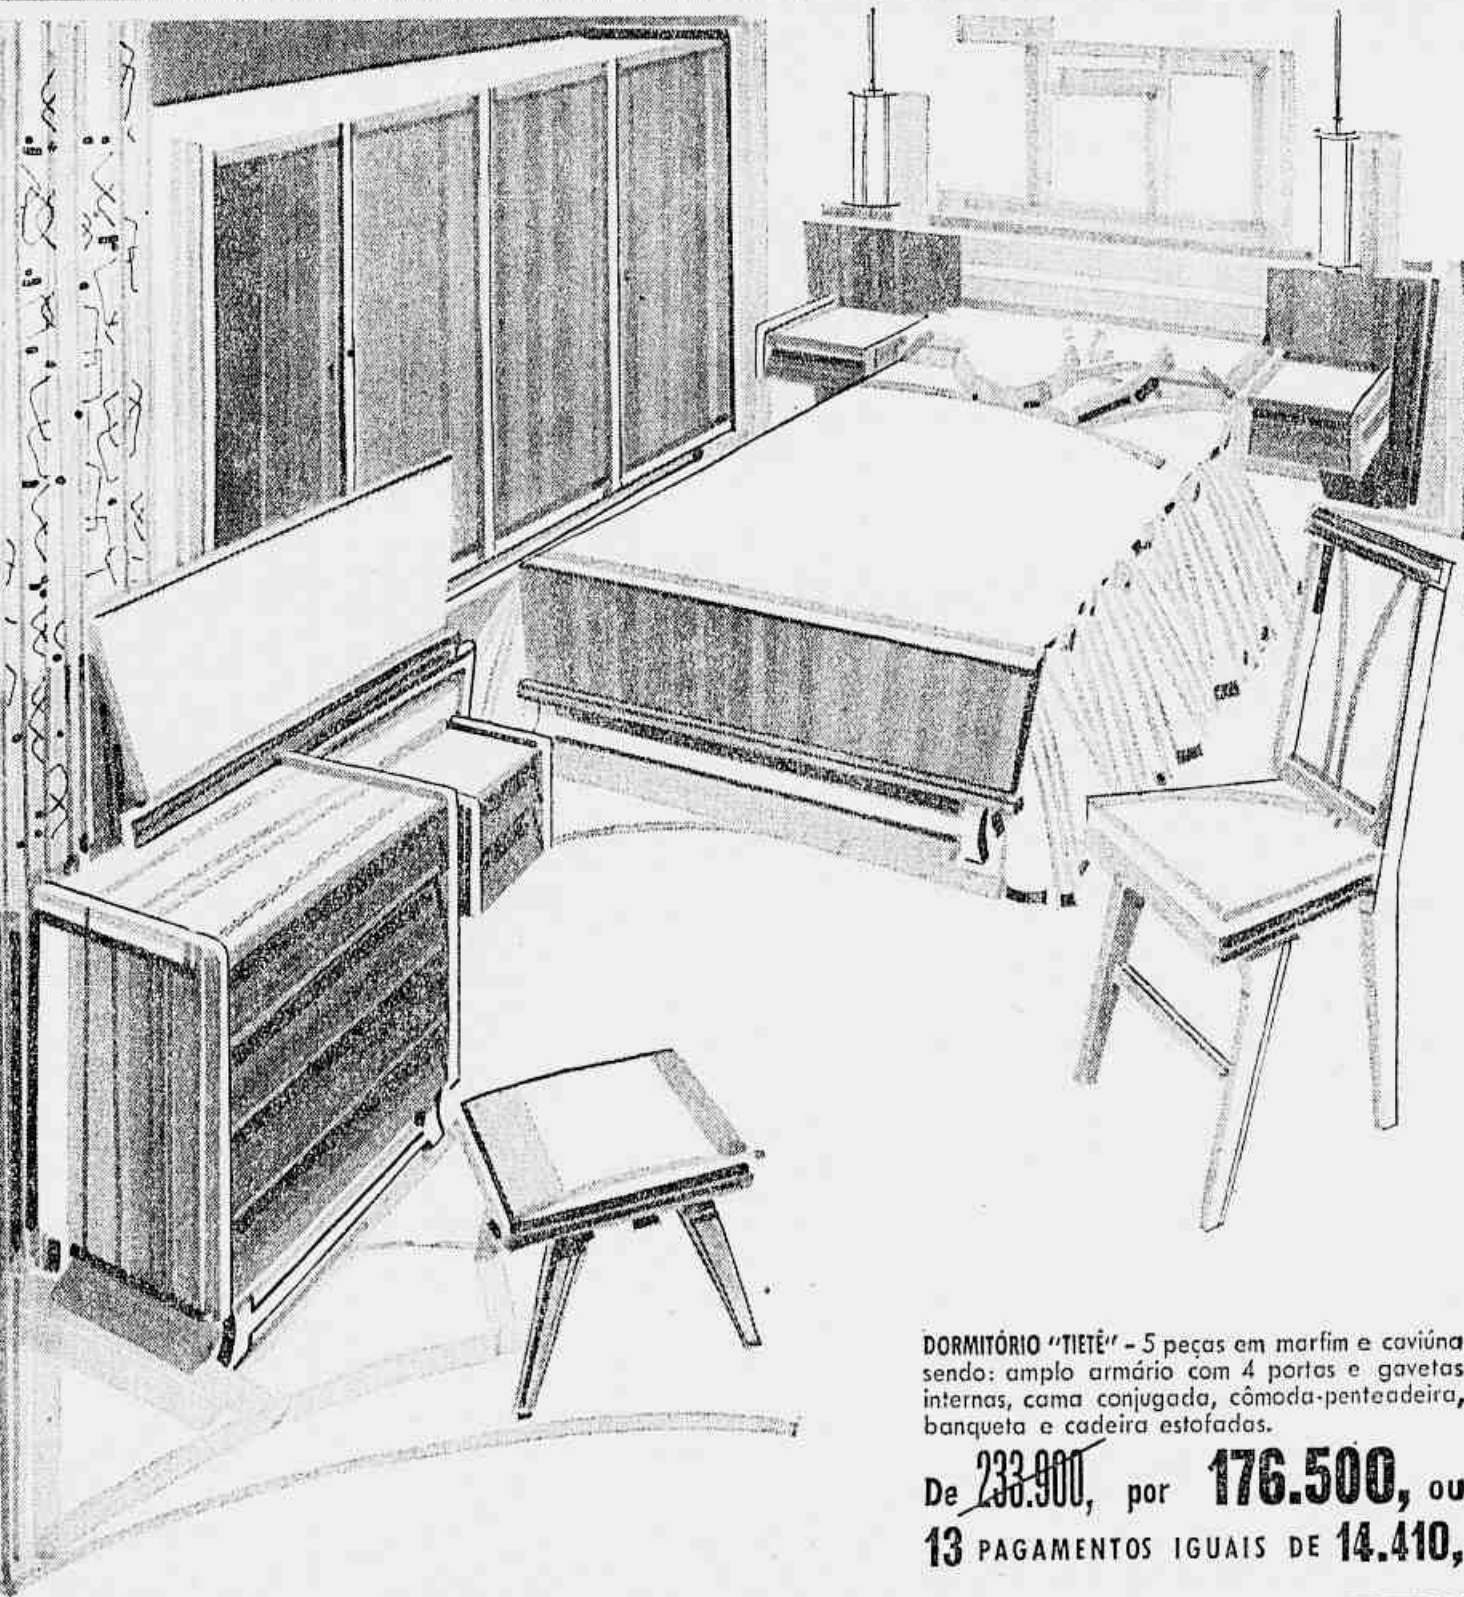 DORMITÓRIO "TIETÊ" - 5 peças em marfim e caviúna
sendo: amplo armário com 4 portas e gavetas
internas, cama conjugada, cômoda-penteadeira,
banqueta e cadeira estofadas.
De 233.900, por 176.500, ou
13 PAGAMENTOS IGUAIS DE 14.410,